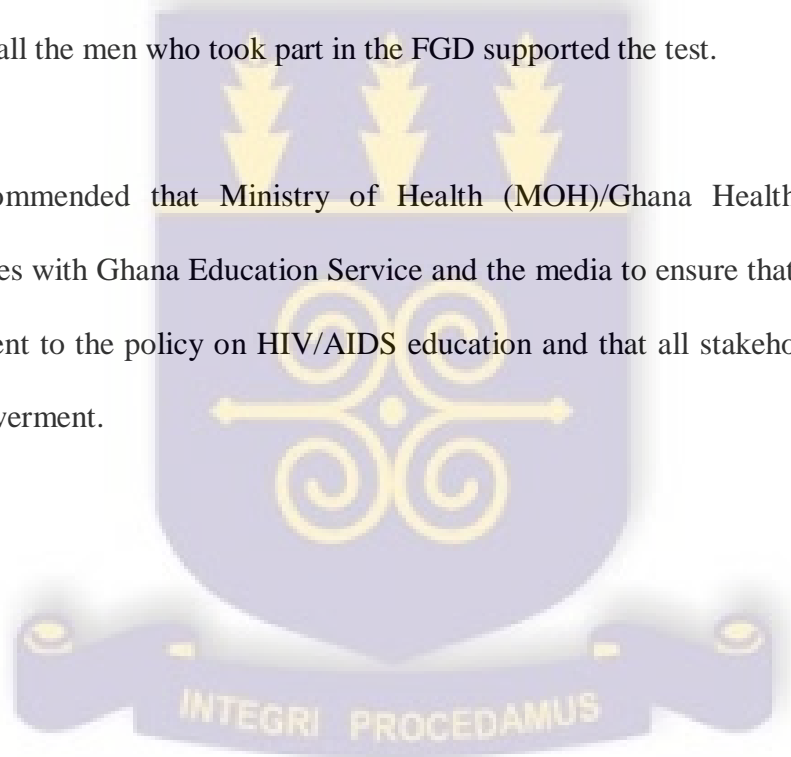 all the men who took part in the FGD supported the test.
ommended that Ministry of Health (MOH)/Ghana Health
es with Ghana Education Service and the media to ensure that
ent to the policy on HIV/AIDS education and that all stakeho
verment.
INTEGRI PROCEDAMUS